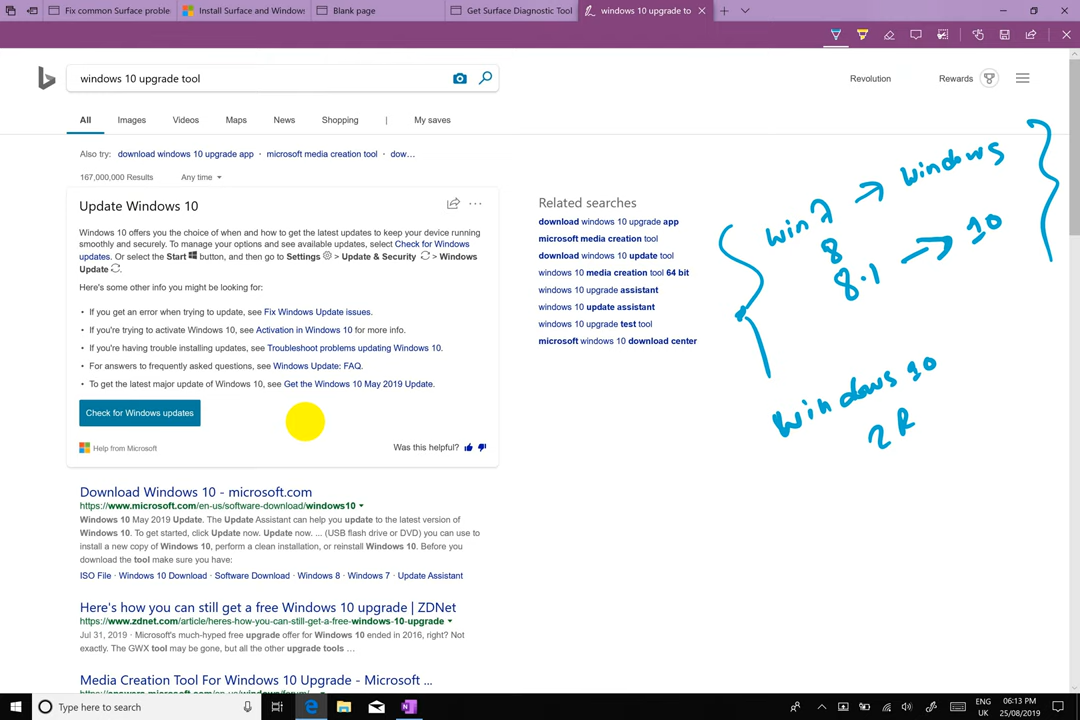 Fix common Surface proble
Install Surface and Window
Blank page
Get Surface Diagnostic Tool
windows 10 upgrade to
windows 10 upgrade tool
Revolution
Rewards
All
Images
Videos
Maps
News
Shopping
|
My saves
Also try: download windows 10 upgrade app · microsoft media creation tool · dow…
167,000,000 Results
Any time
Update Windows 10
Windows 10 offers you the choice of when and how to get the latest updates to keep your device running
smoothly and securely. To manage your options and see available updates, select Check for Windows
updates. Or select the Start button, and then go to Settings > Update & Security > Windows
Update .
Here's some other info you might be looking for:
• If you get an error when trying to update, see Fix Windows Update issues.
• If you're trying to activate Windows 10, see Activation in Windows 10 for more info.
• If you're having trouble installing updates, see Troubleshoot problems updating Windows 10.
• For answers to frequently asked questions, see Windows Update: FAQ.
• To get the latest major update of Windows 10, see Get the Windows 10 May 2019 Update.
Check for Windows updates
Help from Microsoft
Was this helpful?
Related searches
download windows 10 upgrade app
microsoft media creation tool
download windows 10 update tool
windows 10 media creation tool 64 bit
windows 10 upgrade assistant
windows 10 update assistant
windows 10 upgrade test tool
microsoft windows 10 download center
win 7 → windows
8
8.1 → 10
Windows 10
2 R
Download Windows 10 - microsoft.com
https://www.microsoft.com/en-us/software-download/windows10
Windows 10 May 2019 Update. The Update Assistant can help you update to the latest version of
Windows 10. To get started, click Update now. Update now. ... (USB flash drive or DVD) you can use to
install a new copy of Windows 10, perform a clean installation, or reinstall Windows 10. Before you
download the tool make sure you have:
ISO File · Windows 10 Download · Software Download · Windows 8 · Windows 7 · Update Assistant
Here's how you can still get a free Windows 10 upgrade | ZDNet
https://www.zdnet.com/article/heres-how-you-can-still-get-a-free-windows-10-upgrade
Jul 31, 2019 · Microsoft's much-hyped free upgrade offer for Windows 10 ended in 2016, right? Not
exactly. The GWX tool may be gone, but all the other upgrade tools …
Media Creation Tool For Windows 10 Upgrade - Microsoft ...
Type here to search
ENG
UK
06:13 PM
25/08/2019